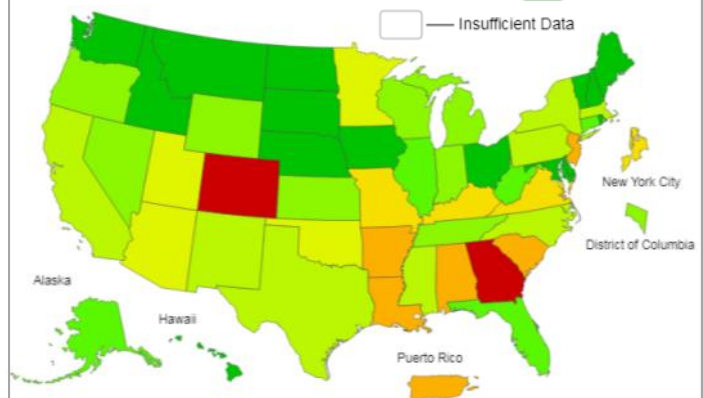 Insufficient Data
New York City
District of Columbia
Alaska
Hawaii
Puerto Rico